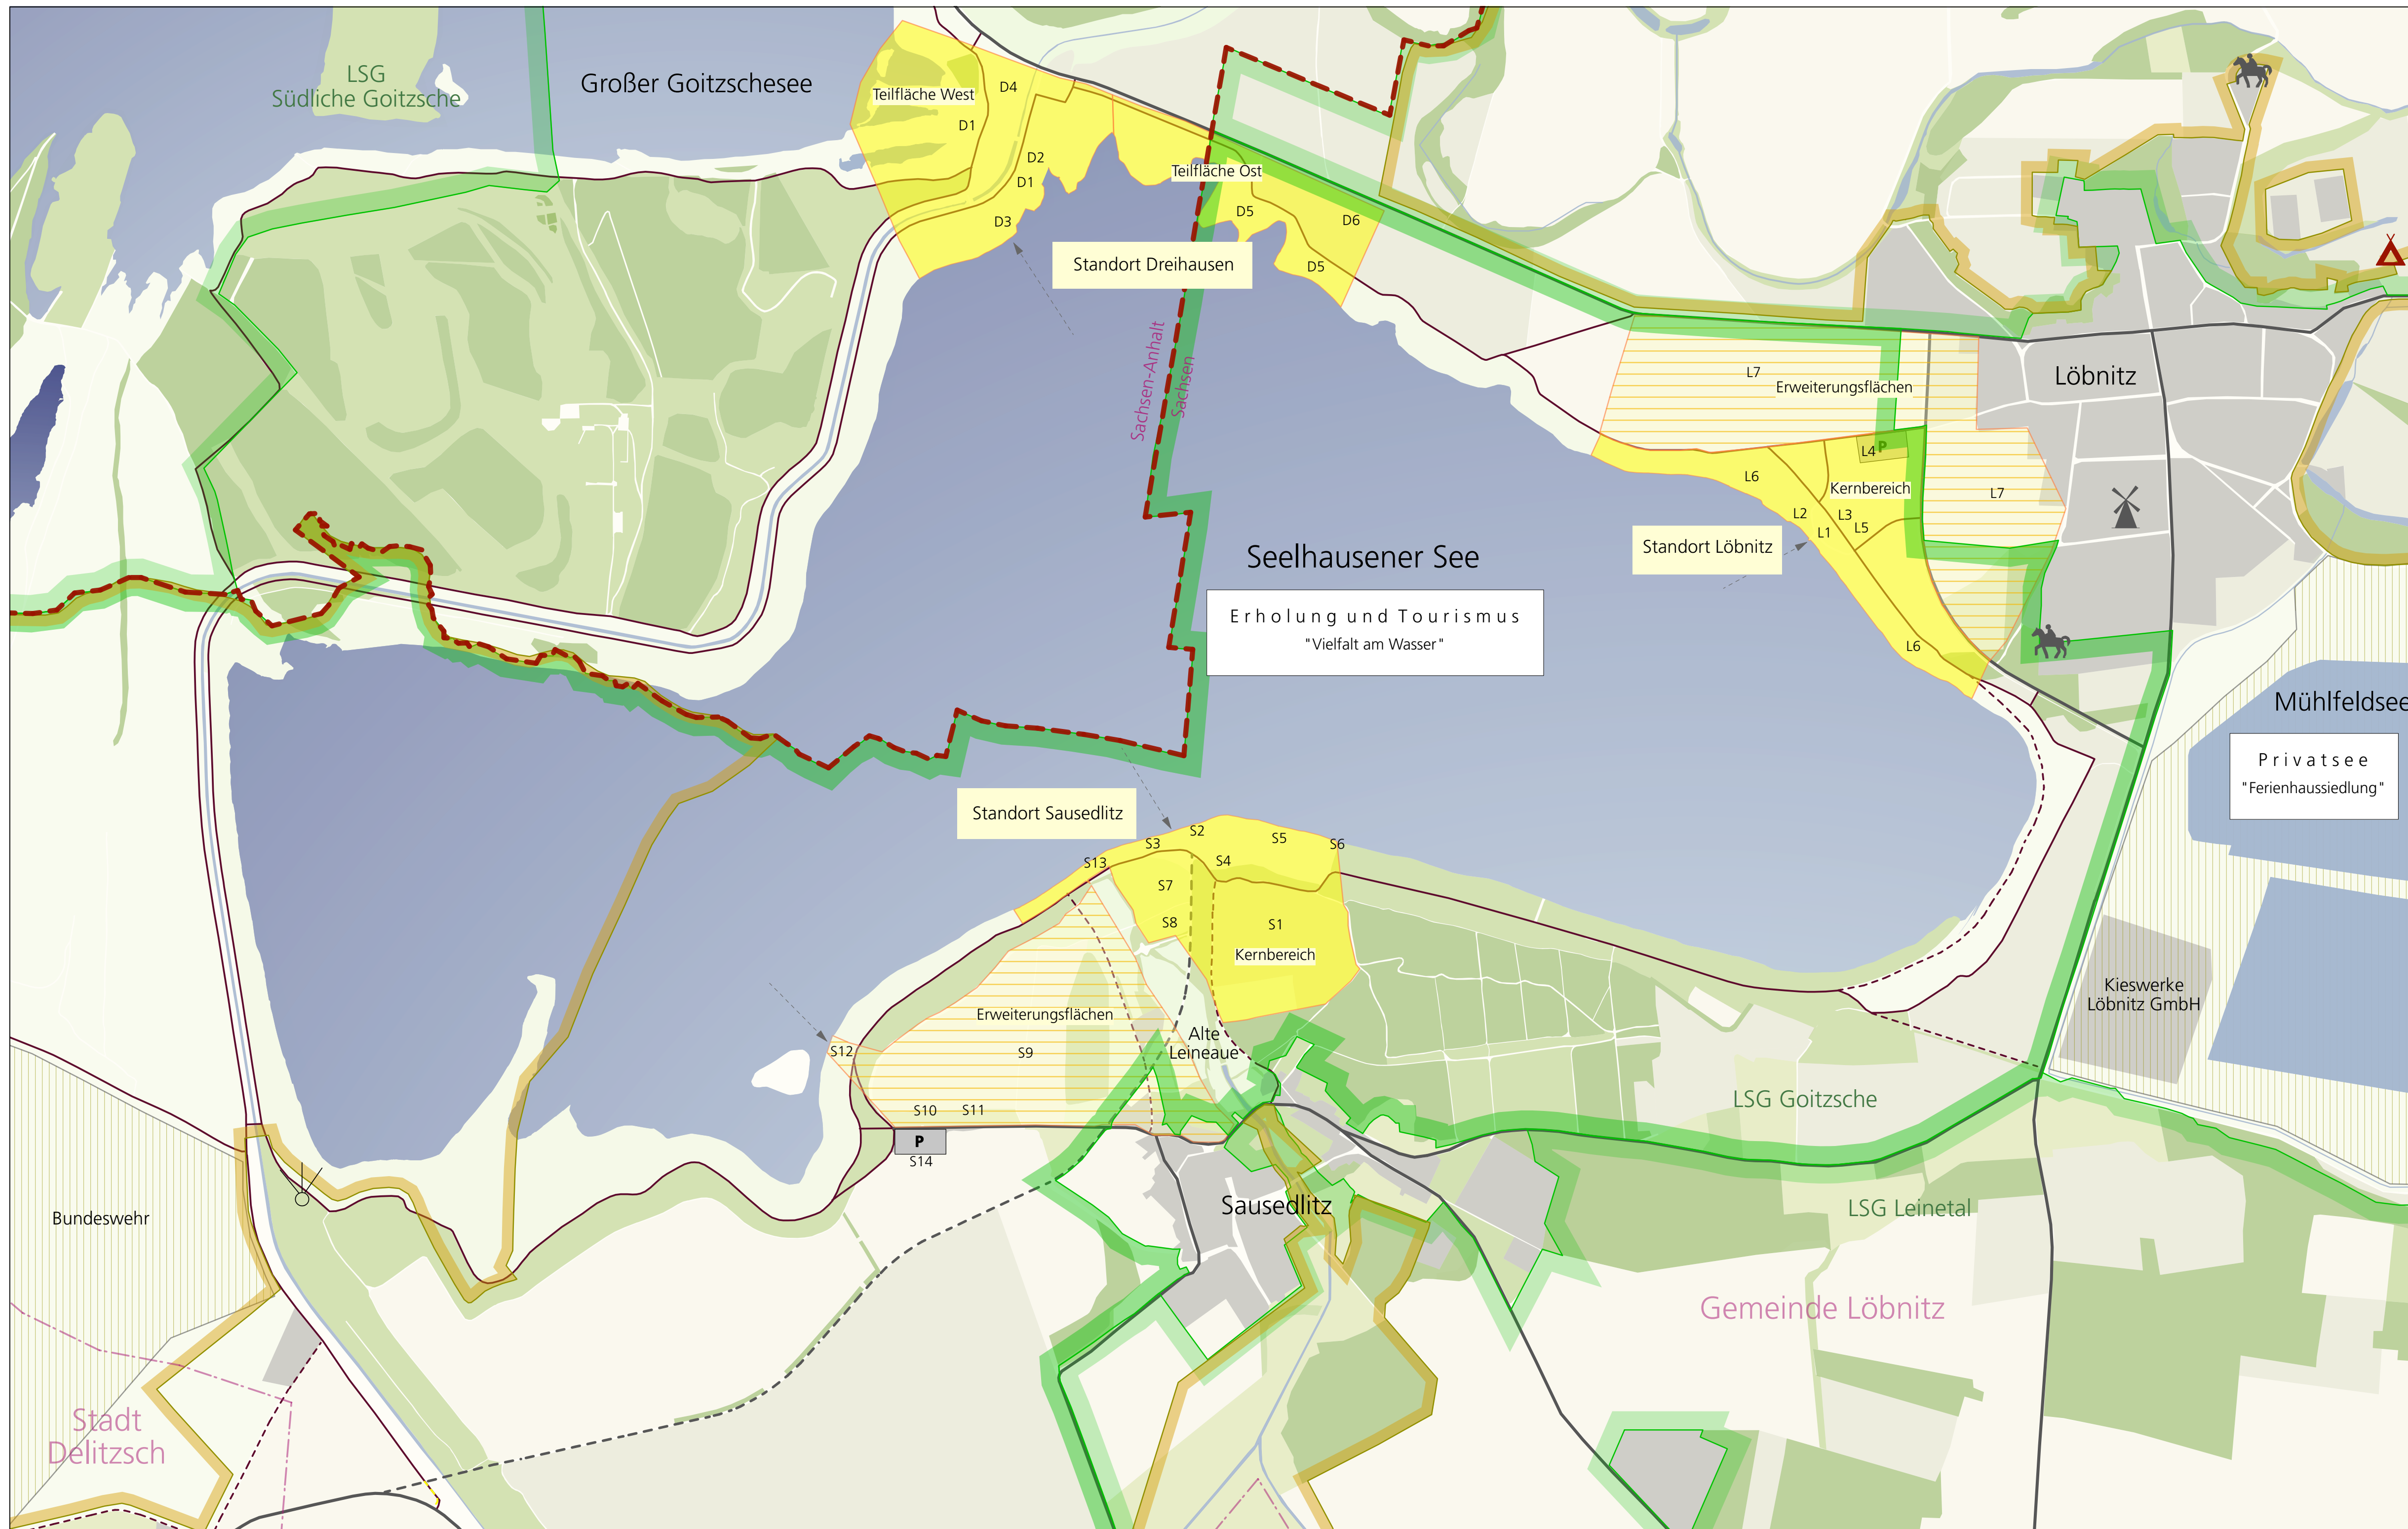 LSG
Südliche Goitzsche
Großer Goitzschesee
Teilfläche West
D4
D1
D2
D1
D3
Teilfläche Ost
D5
D6
D5
Standort Dreihausen
Sachsen-Anhalt
Sachsen
L7
Erweiterungsflächen
Löbnitz
L4
P
L6
Kernbereich
L7
L2
L3
L1
L5
Standort Löbnitz
L6
Seelhausener See
Erholung und Tourismus
"Vielfalt am Wasser"
Mühlfeldsee
Privatsee
"Ferienhaussiedlung"
Standort Sausedlitz
S2
S3
S5
S6
S13
S4
S7
S8
S1
Kernbereich
Erweiterungsflächen
Alte
Leineaue
S12
S9
S10
S11
P
S14
Kieswerke
Löbnitz GmbH
LSG Goitzsche
LSG Leinetal
Sausedlitz
Bundeswehr
Gemeinde Löbnitz
Stadt
Delitzsch